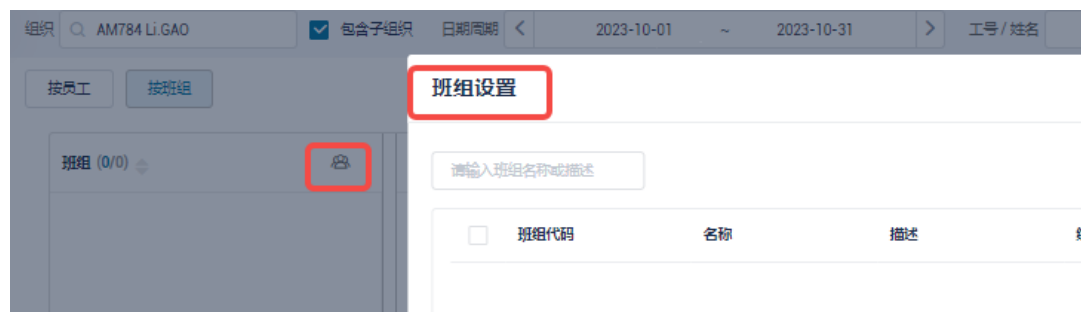 组织 AM784 Li.GAO 包含子组织 日期周期 2023-10-01 ~ 2023-10-31 工号/姓名
按员工 按班组 班组设置
班组 (0/0)
请输入班组名称或描述
班组代码 名称 描述